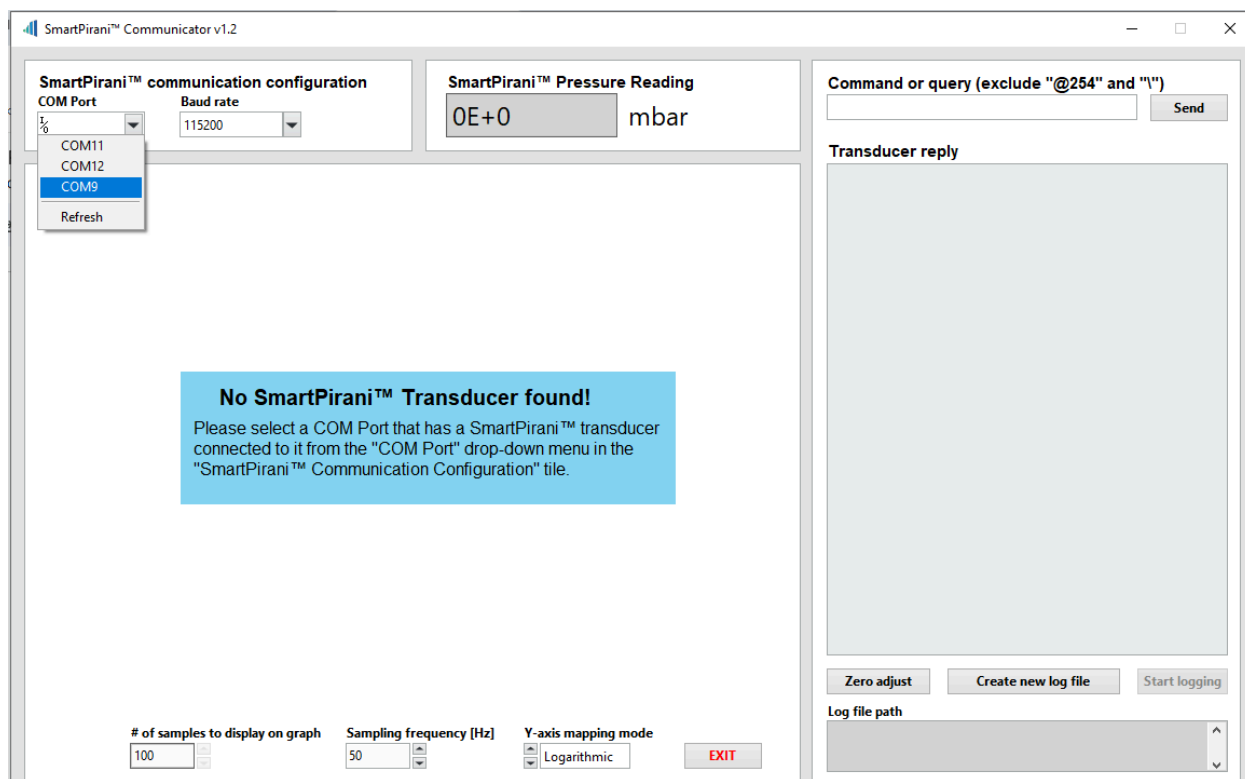 SmartPirani™ Communicator v1.2
SmartPirani™ communication configuration
COM Port
Baud rate
I/O
115200
COM11
COM12
COM9
Refresh
SmartPirani™ Pressure Reading
0E+0
mbar
No SmartPirani™ Transducer found!
Please select a COM Port that has a SmartPirani™ transducer
connected to it from the "COM Port" drop-down menu in the
"SmartPirani™ Communication Configuration" tile.
# of samples to display on graph
100
Sampling frequency [Hz]
50
Y-axis mapping mode
Logarithmic
EXIT
Command or query (exclude "@254" and "\")
Send
Transducer reply
Zero adjust
Create new log file
Start logging
Log file path